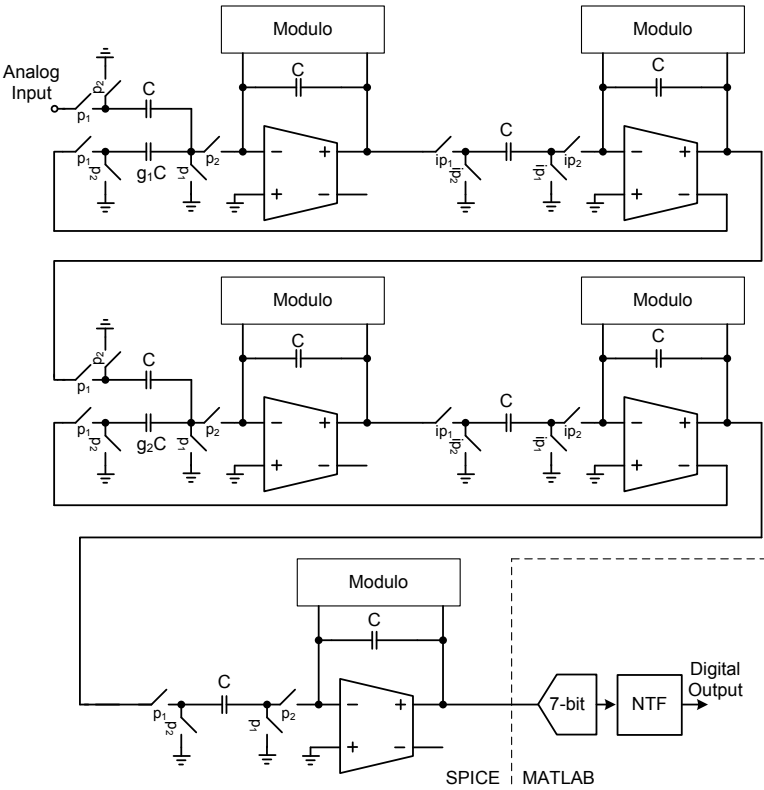 Modulo
Modulo
Analog
Input
C
C
p₂
C
p₁
C
p₁
p₂
g₁C
p₁
p₂
− +
+ −
ip₁
ip₂
ip₁
ip₂
− +
+ −
Modulo
Modulo
C
C
p₂
C
p₁
C
p₁
p₂
g₂C
p₁
p₂
− +
+ −
ip₁
ip₂
ip₁
ip₂
− +
+ −
Modulo
C
C
p₁
p₂
p₁
p₂
− +
+ −
7-bit
NTF
Digital
Output
SPICE
MATLAB